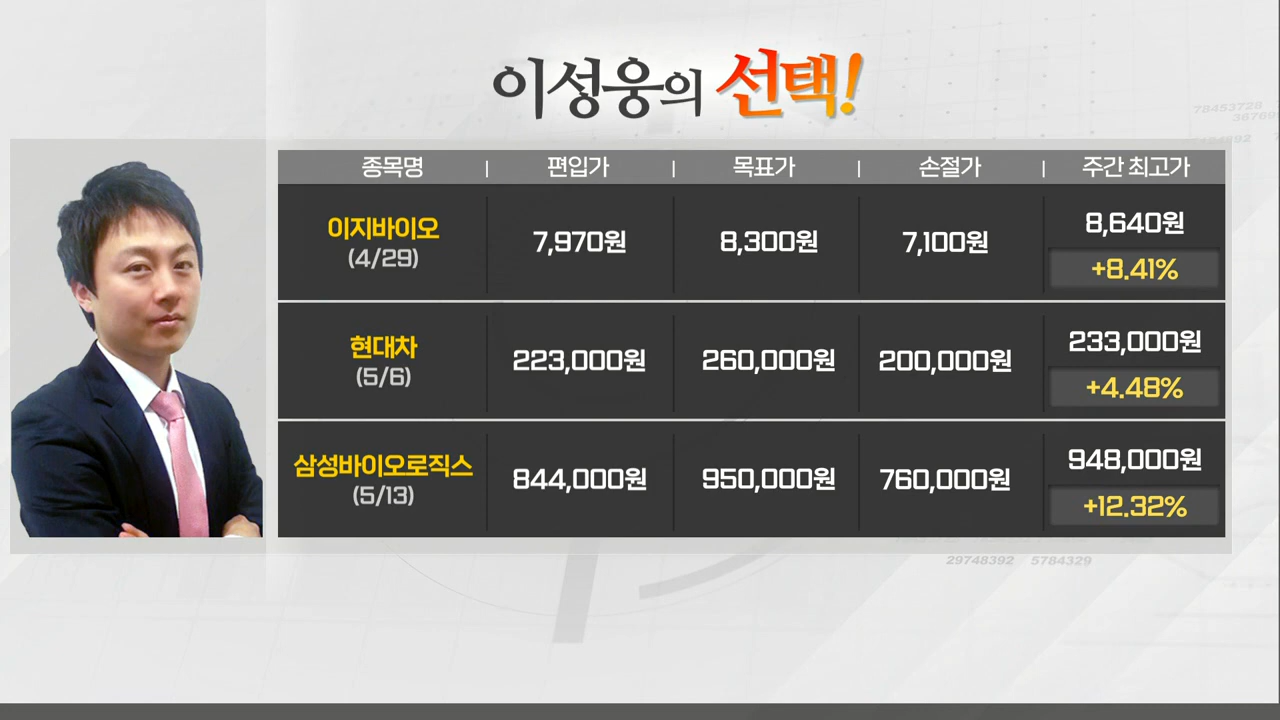 이성웅의 선택!
78453728
종목명 | 편입가 | 목표가 | 손절가 | 주간 최고가
이지바이오 (4/29) 7,970원 8,300원 7,100원 8,640원 +8.41%
현대차 (5/6) 223,000원 260,000원 200,000원 233,000원 +4.48%
삼성바이오로직스 (5/13) 844,000원 950,000원 760,000원 948,000원 +12.32%
29748392 5784329